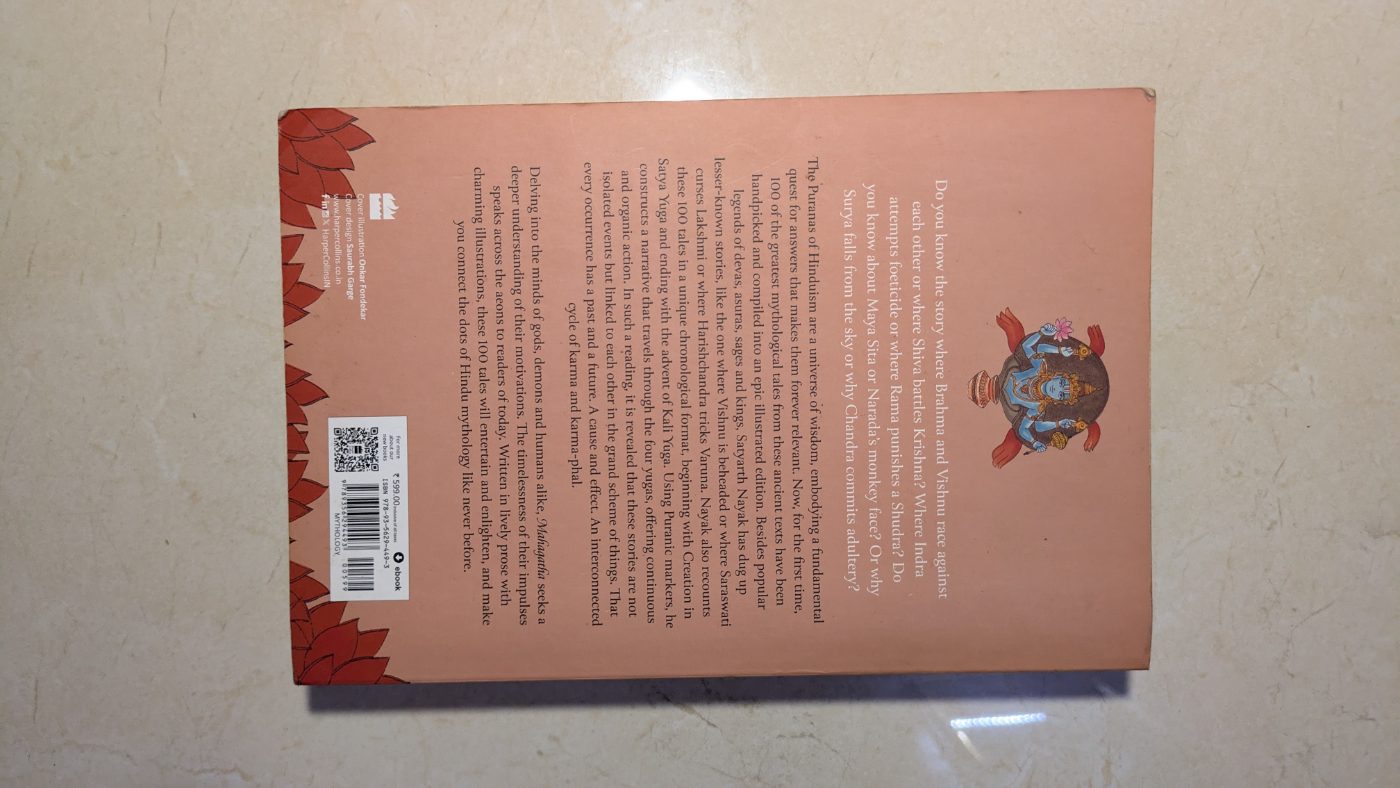 Do you know the story where Brahma and Vishnu race against
each other or where Shiva battles Krishna? Where Indra
attempts foeticide or where Rama punishes a Shudra? Do
you know about Maya Sita or Narada's monkey face? Or why
Surya falls from the sky or why Chandra commits adultery?
The Puranas of Hinduism are a universe of wisdom, embodying a fundamental
quest for answers that makes them forever relevant. Now, for the first time,
100 of the greatest mythological tales from these ancient texts have been
handpicked and compiled into an epic illustrated edition. Besides popular
legends of devas, asuras, sages and kings, Satyarth Nayak has dug up
lesser-known stories, like the one where Vishnu is beheaded or where Saraswati
curses Lakshmi or where Harishchandra tricks Varuna. Nayak also recounts
these 100 tales in a unique chronological format, beginning with Creation in
Satya Yuga and ending with the advent of Kali Yuga. Using Puranic markers, he
constructs a narrative that travels through the four yugas, offering continuous
and organic action. In such a reading, it is revealed that these stories are not
isolated events but linked to each other in the grand scheme of things. That
every occurrence has a past and a future. A cause and effect. An interconnected
cycle of karma and karma-phal.
Delving into the minds of gods, demons and humans alike, Mahagatha seeks a
deeper understanding of their motivations. The timelessness of their impulses
speaks across the aeons to readers of today. Written in lively prose with
charming illustrations, these 100 tales will entertain and enlighten, and make
you connect the dots of Hindu mythology like never before.
Cover illustration Onkar Fondekar
Cover design Saurabh Garge
www.harpercollins.co.in
HarperCollinsIN
For more
about our
new books
ebook
₹ 599.00 inclusive of all taxes
ISBN 978-93-5629-449-3
9 789356 294493
00599
MYTHOLOGY